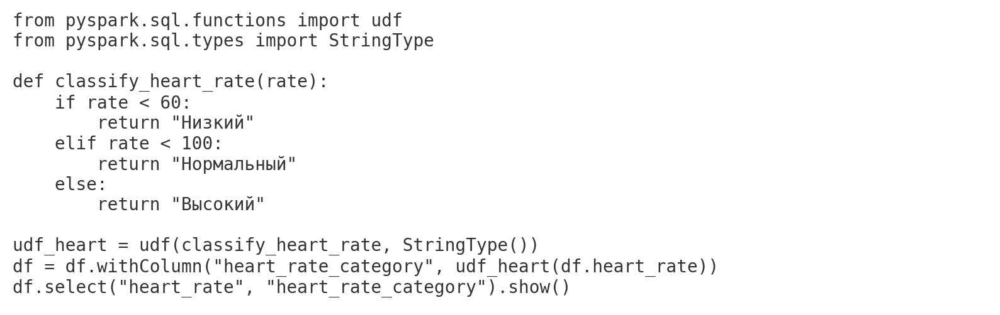 from pyspark.sql.functions import udf
from pyspark.sql.types import StringType

def classify_heart_rate(rate):
    if rate < 60:
        return "Низкий"
    elif rate < 100:
        return "Нормальный"
    else:
        return "Высокий"

udf_heart = udf(classify_heart_rate, StringType())
df = df.withColumn("heart_rate_category", udf_heart(df.heart_rate))
df.select("heart_rate", "heart_rate_category").show()